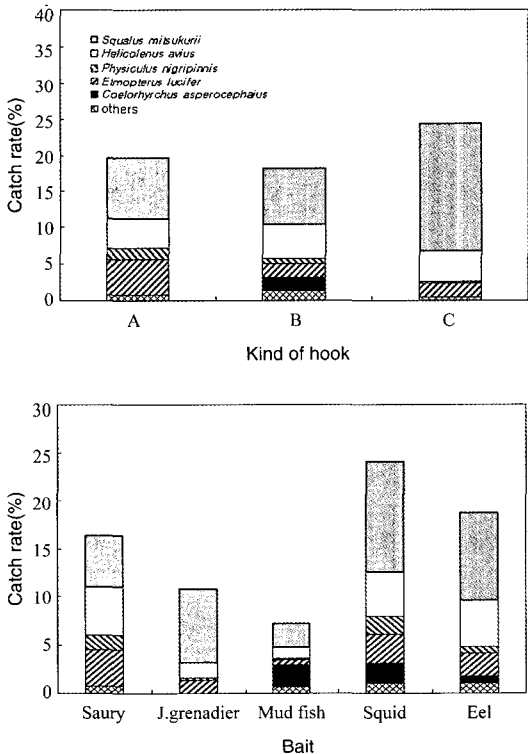 40
35
30
25
20
15
10
5
0
Catch rate(%)
Squalus mitsukurii
Helicolenus avius
Physiculus nigripinnis
Etmopterus lucifer
Coelorhyrchus asperocephaius
others
A B C
Kind of hook
30
25
20
15
10
5
0
Catch rate(%)
Saury J.grenadier Mud fish Squid Eel
Bait